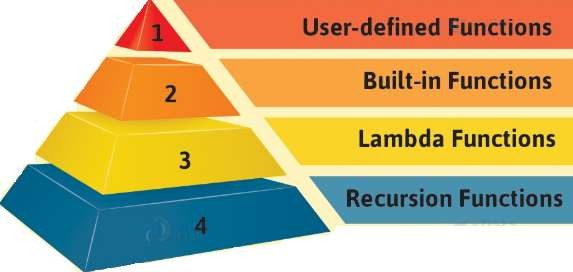 1 User-defined Functions
2 Built-in Functions
3 Lambda Functions
4 Recursion Functions